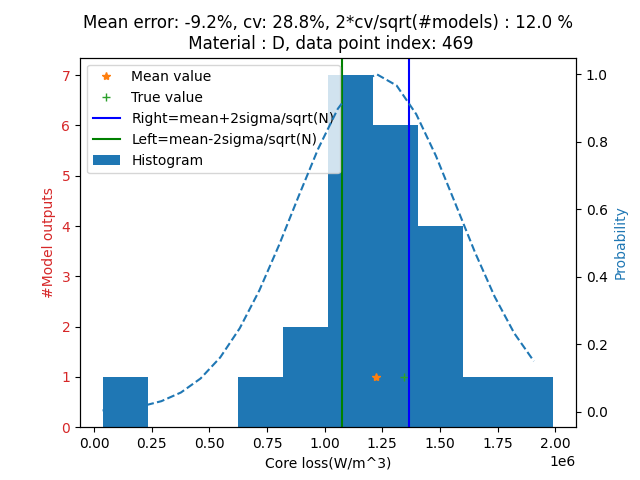 Mean error: -9.2%, cv: 28.8%, 2*cv/sqrt(#models) : 12.0 %
Material : D, data point index: 469
Mean value
True value
Right=mean+2sigma/sqrt(N)
Left=mean-2sigma/sqrt(N)
Histogram
#Model outputs
7
6
5
4
3
2
1
0
Probability
1.0
0.8
0.6
0.4
0.2
0.0
0.00 0.25 0.50 0.75 1.00 1.25 1.50 1.75 2.00
1e6
Core loss(W/m^3)